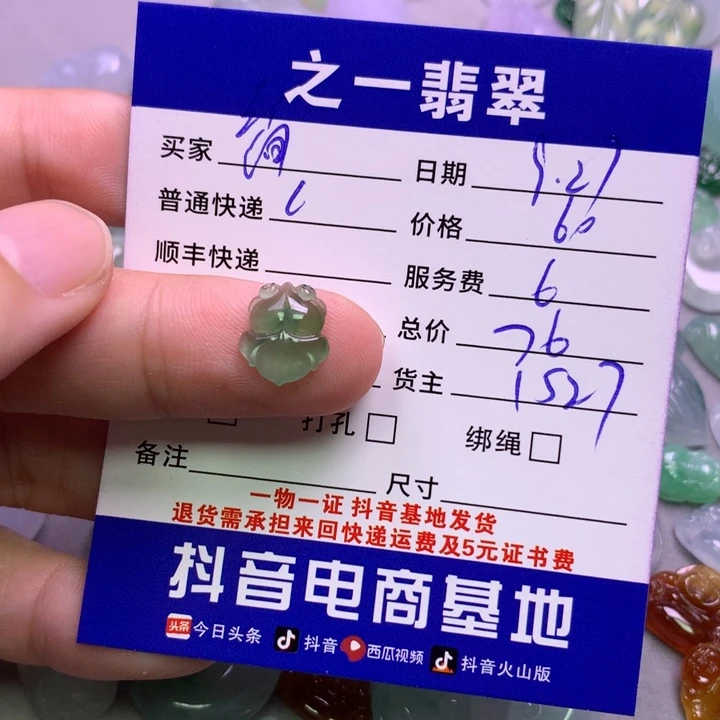 之一翡翠
买家 日期
普通快递 价格 60
顺丰快递 服务费 6
总价 76
货主 1527
打孔 绑绳
备注 尺寸
一物一证 抖音基地发货
退货需承担来回快递运费及5元证书费
抖音电商基地
头条 今日头条 抖音 西瓜视频 抖音火山版